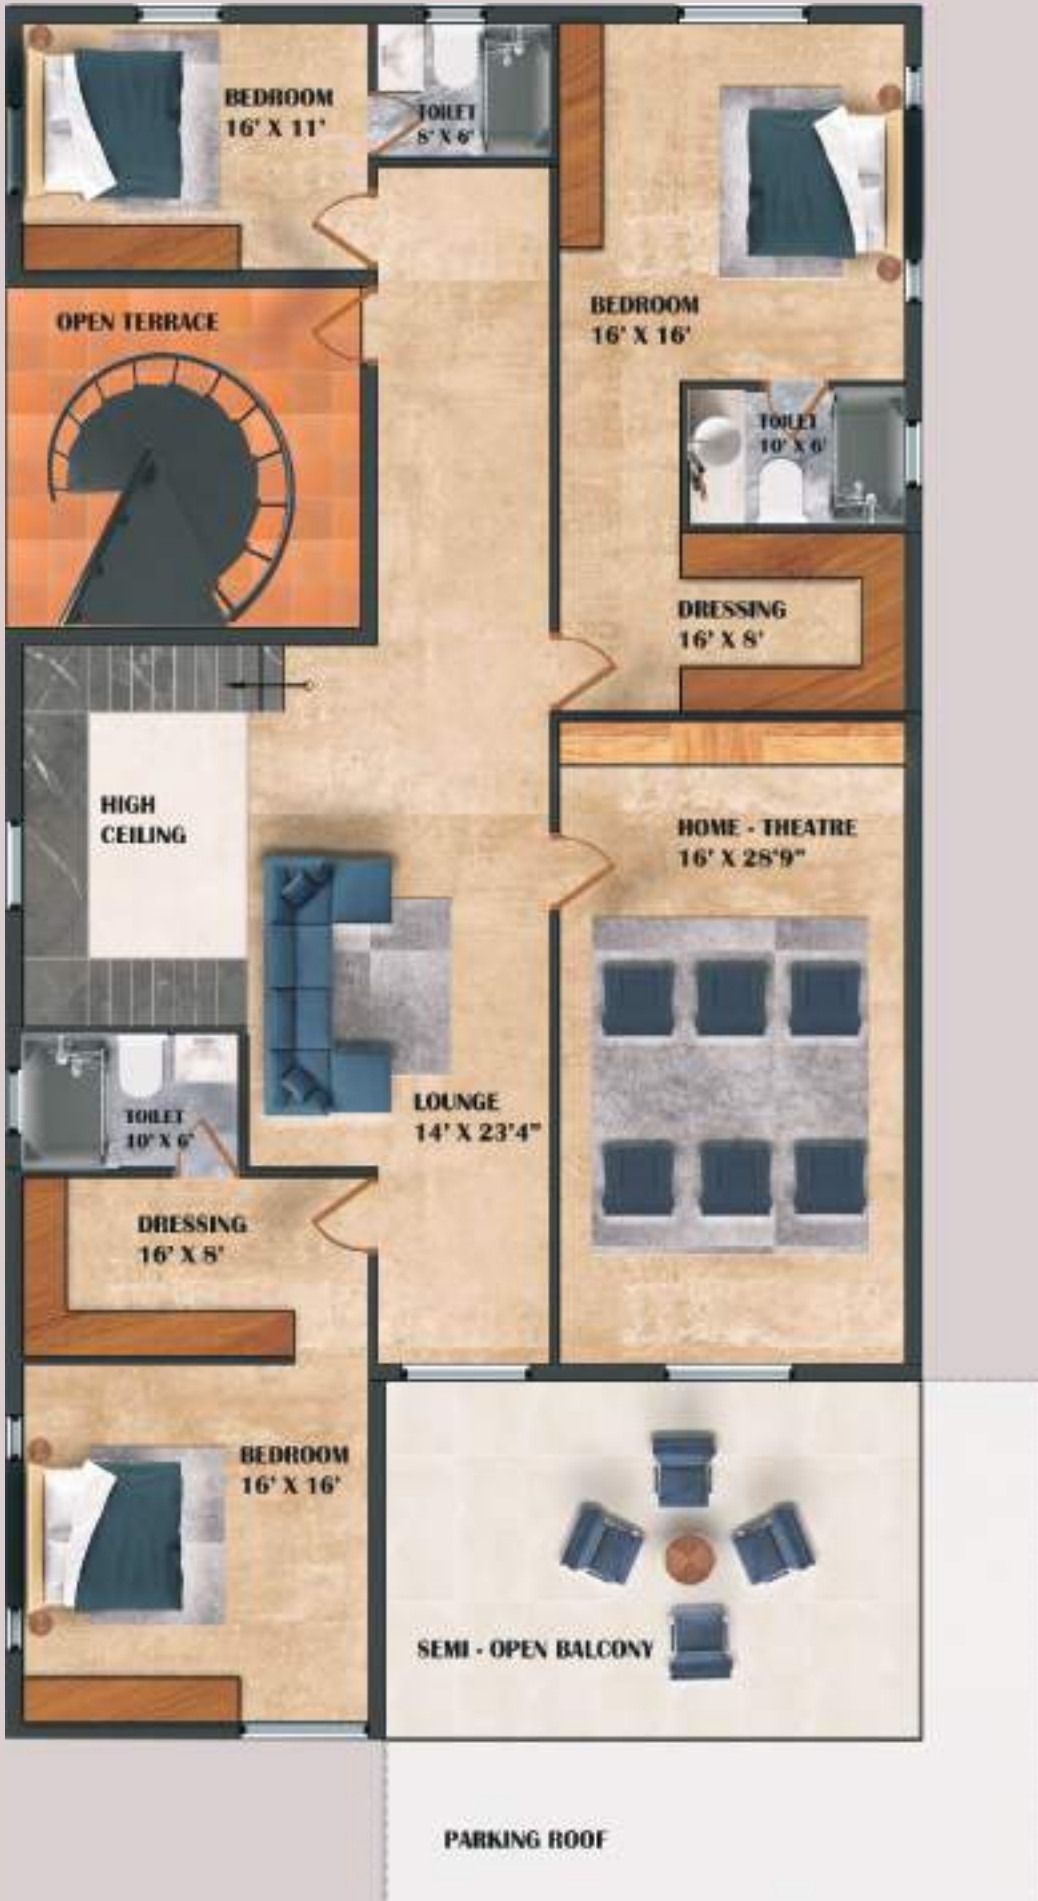 BEDROOM
16' X 11'
TOILET
8' X 6'
BEDROOM
16' X 16'
OPEN TERRACE
TOILET
10' X 6'
DRESSING
16' X 8'
HIGH
CEILING
HOME - THEATRE
16' X 28'9"
LOUNGE
14' X 23'4"
TOILET
10' X 6'
DRESSING
16' X 8'
BEDROOM
16' X 16'
SEMI - OPEN BALCONY
PARKING ROOF